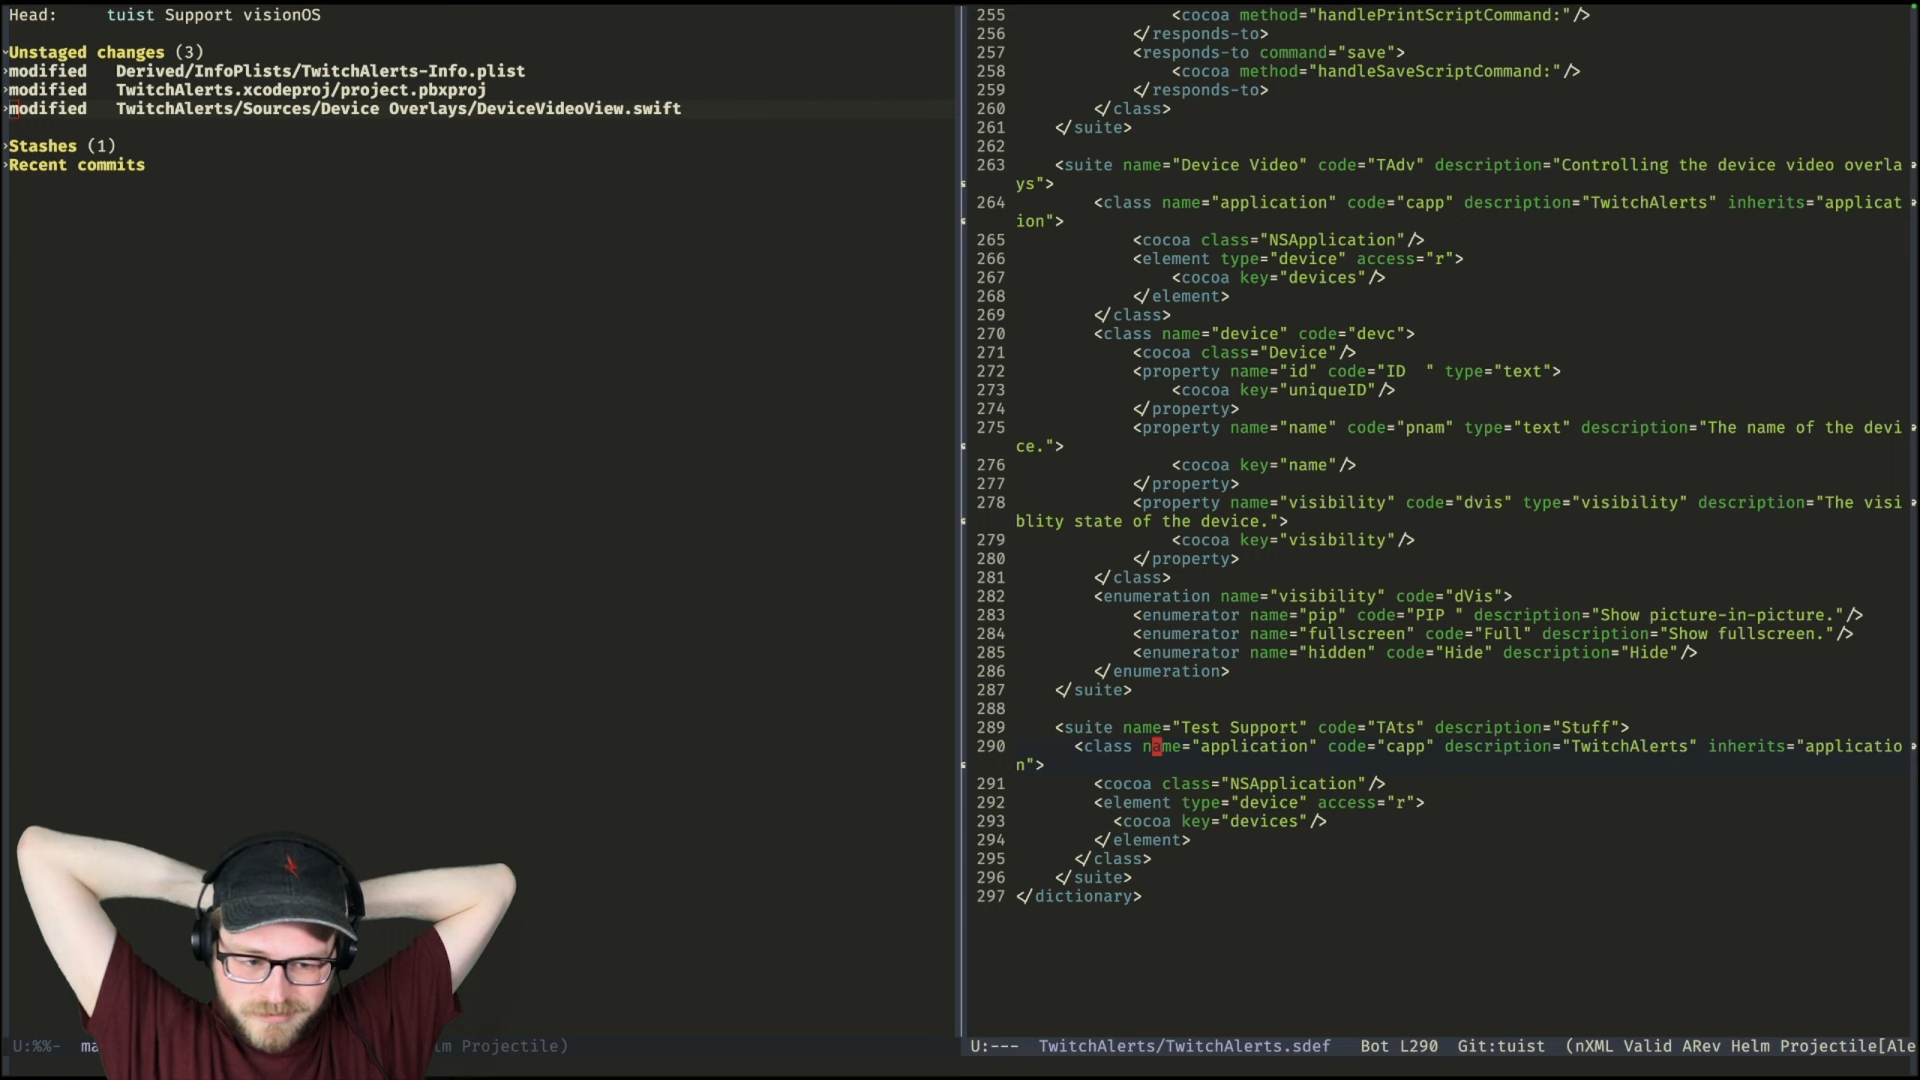 Head:     tuist Support visionOS
Unstaged changes (3)
modified   Derived/InfoPlists/TwitchAlerts-Info.plist
modified   TwitchAlerts.xcodeproj/project.pbxproj
modified   TwitchAlerts/Sources/Device Overlays/DeviceVideoView.swift
Stashes (1)
Recent commits
U:%%-  ma
lm Projectile)
255                 <cocoa method="handlePrintScriptCommand:"/>
256             </responds-to>
257             <responds-to command="save">
258                 <cocoa method="handleSaveScriptCommand:"/>
259             </responds-to>
260         </class>
261     </suite>
262
263     <suite name="Device Video" code="TAdv" description="Controlling the device video overla
ys">
264         <class name="application" code="capp" description="TwitchAlerts" inherits="applicat
ion">
265             <cocoa class="NSApplication"/>
266             <element type="device" access="r">
267                 <cocoa key="devices"/>
268             </element>
269         </class>
270         <class name="device" code="devc">
271             <cocoa class="Device"/>
272             <property name="id" code="ID  " type="text">
273                 <cocoa key="uniqueID"/>
274             </property>
275             <property name="name" code="pnam" type="text" description="The name of the devi
ce.">
276                 <cocoa key="name"/>
277             </property>
278             <property name="visibility" code="dvis" type="visibility" description="The visi
blity state of the device.">
279                 <cocoa key="visibility"/>
280             </property>
281         </class>
282         <enumeration name="visibility" code="dVis">
283             <enumerator name="pip" code="PIP " description="Show picture-in-picture."/>
284             <enumerator name="fullscreen" code="Full" description="Show fullscreen."/>
285             <enumerator name="hidden" code="Hide" description="Hide"/>
286         </enumeration>
287     </suite>
288
289     <suite name="Test Support" code="TAts" description="Stuff">
290       <class name="application" code="capp" description="TwitchAlerts" inherits="applicatio
n">
291         <cocoa class="NSApplication"/>
292         <element type="device" access="r">
293           <cocoa key="devices"/>
294         </element>
295       </class>
296     </suite>
297 </dictionary>
U:---  TwitchAlerts/TwitchAlerts.sdef   Bot L290  Git:tuist  (nXML Valid ARev Helm Projectile[Ale